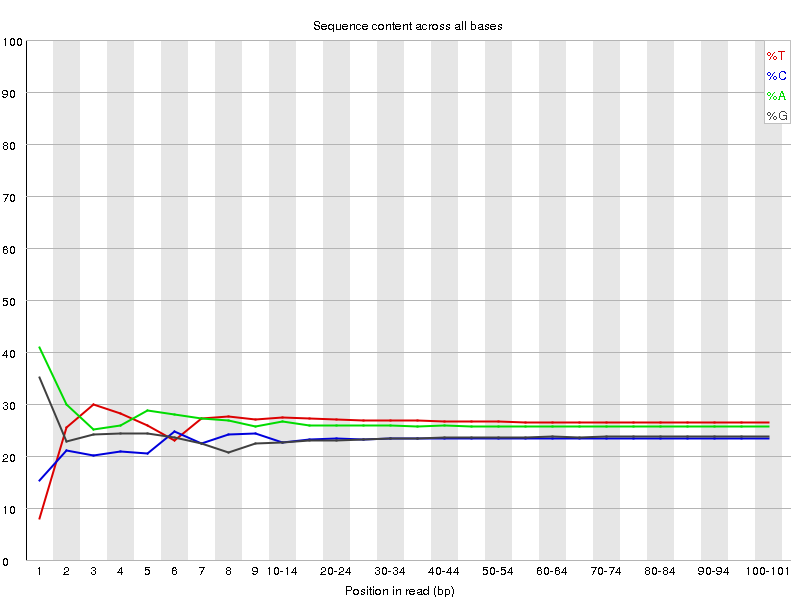 Sequence content across all bases
100
90
80
70
60
50
40
30
20
10
0
%T
%C
%A
%G
1 2 3 4 5 6 7 8 9 10-14 20-24 30-34 40-44 50-54 60-64 70-74 80-84 90-94 100-101
Position in read (bp)